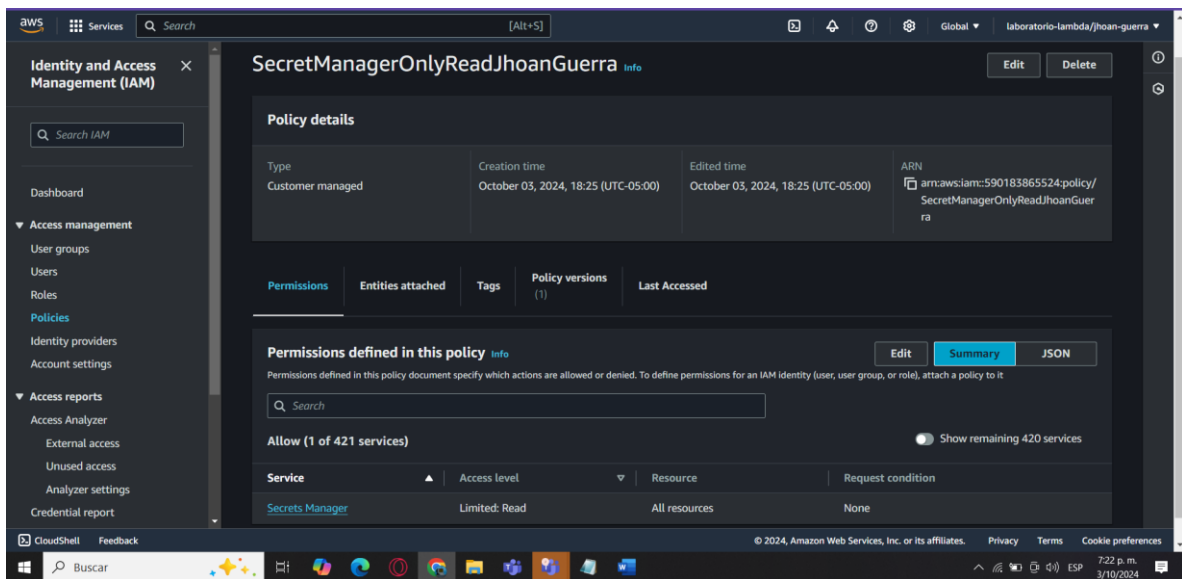 aws
Services
Search
[Alt+S]
Global
laboratorio-lambda/jhoan-guerra
Identity and Access
Management (IAM)
Search IAM
Dashboard
Access management
User groups
Users
Roles
Policies
Identity providers
Account settings
Access reports
Access Analyzer
External access
Unused access
Analyzer settings
Credential report
SecretManagerOnlyReadJhoanGuerra Info
Edit
Delete
Policy details
Type
Customer managed
Creation time
October 03, 2024, 18:25 (UTC-05:00)
Edited time
October 03, 2024, 18:25 (UTC-05:00)
ARN
arn:aws:iam::590183865524:policy/
SecretManagerOnlyReadJhoanGuer
ra
Permissions
Entities attached
Tags
Policy versions
(1)
Last Accessed
Permissions defined in this policy Info
Edit
Summary
JSON
Permissions defined in this policy document specify which actions are allowed or denied. To define permissions for an IAM identity (user, user group, or role), attach a policy to it
Search
Allow (1 of 421 services)
Show remaining 420 services
Service
Access level
Resource
Request condition
Secrets Manager
Limited: Read
All resources
None
CloudShell
Feedback
© 2024, Amazon Web Services, Inc. or its affiliates.
Privacy
Terms
Cookie preferences
Buscar
ESP
7:22 p. m.
3/10/2024